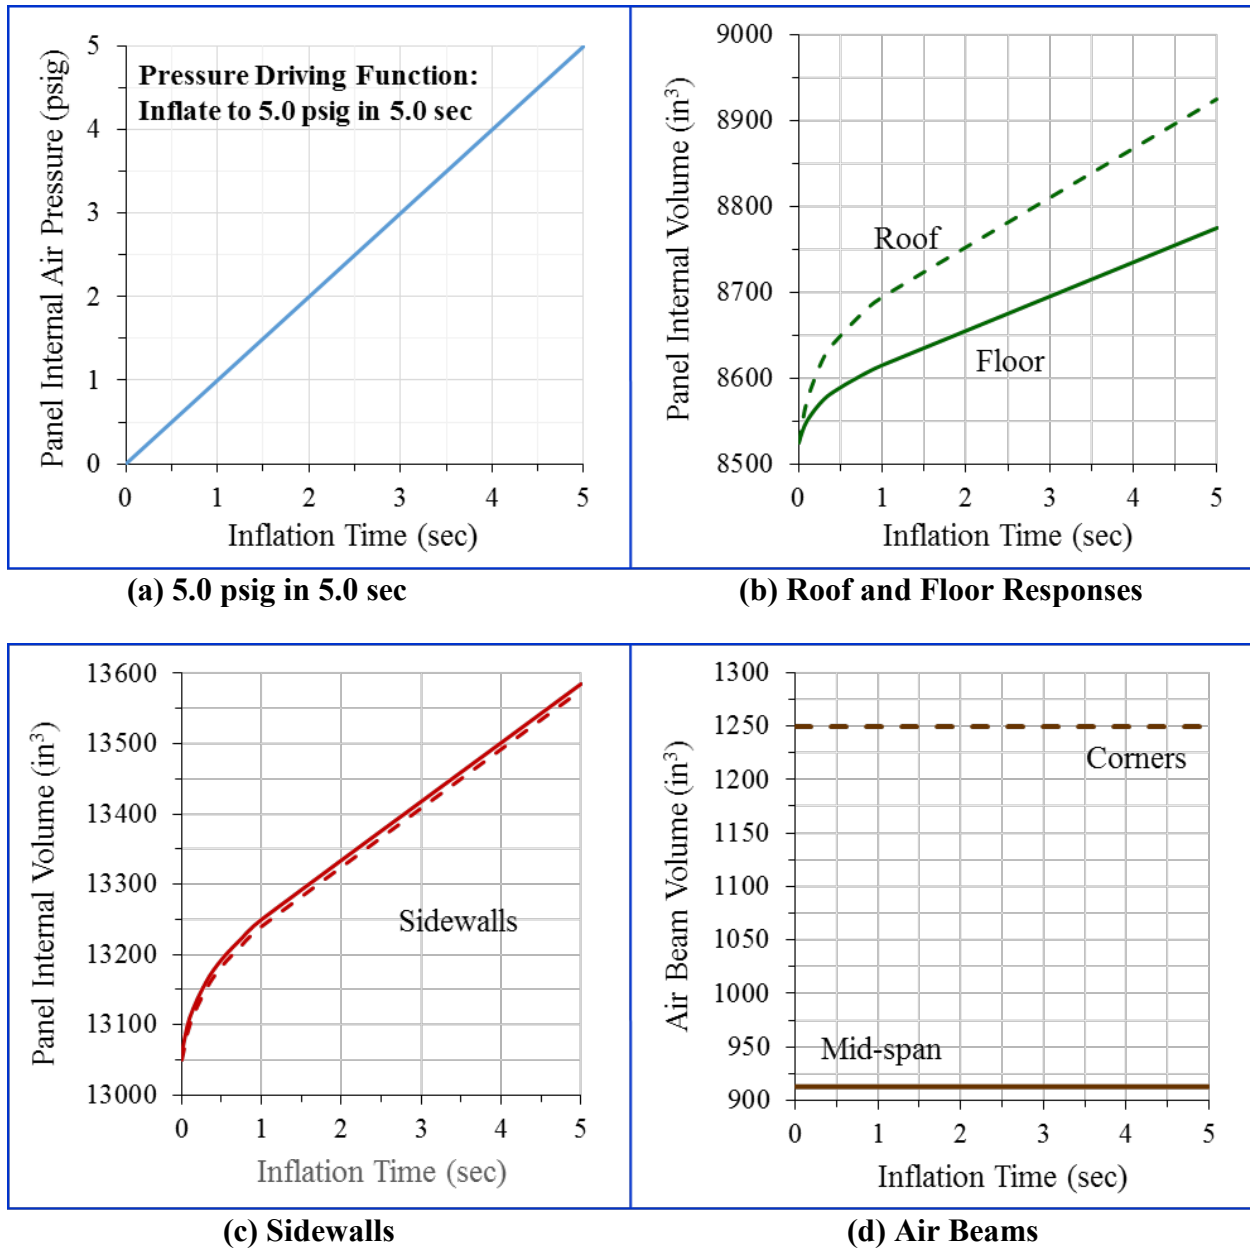 Panel Internal Air Pressure (psig)
5
4
3
2
1
0
Pressure Driving Function:
Inflate to 5.0 psig in 5.0 sec
0 1 2 3 4 5
Inflation Time (sec)
(a) 5.0 psig in 5.0 sec
Panel Internal Volume (in³)
9000
8900
8800
8700
8600
8500
Roof
Floor
0 1 2 3 4 5
Inflation Time (sec)
(b) Roof and Floor Responses
Panel Internal Volume (in³)
13600
13500
13400
13300
13200
13100
13000
Sidewalls
0 1 2 3 4 5
Inflation Time (sec)
(c) Sidewalls
Air Beam Volume (in³)
1300
1250
1200
1150
1100
1050
1000
950
900
Corners
Mid-span
0 1 2 3 4 5
Inflation Time (sec)
(d) Air Beams